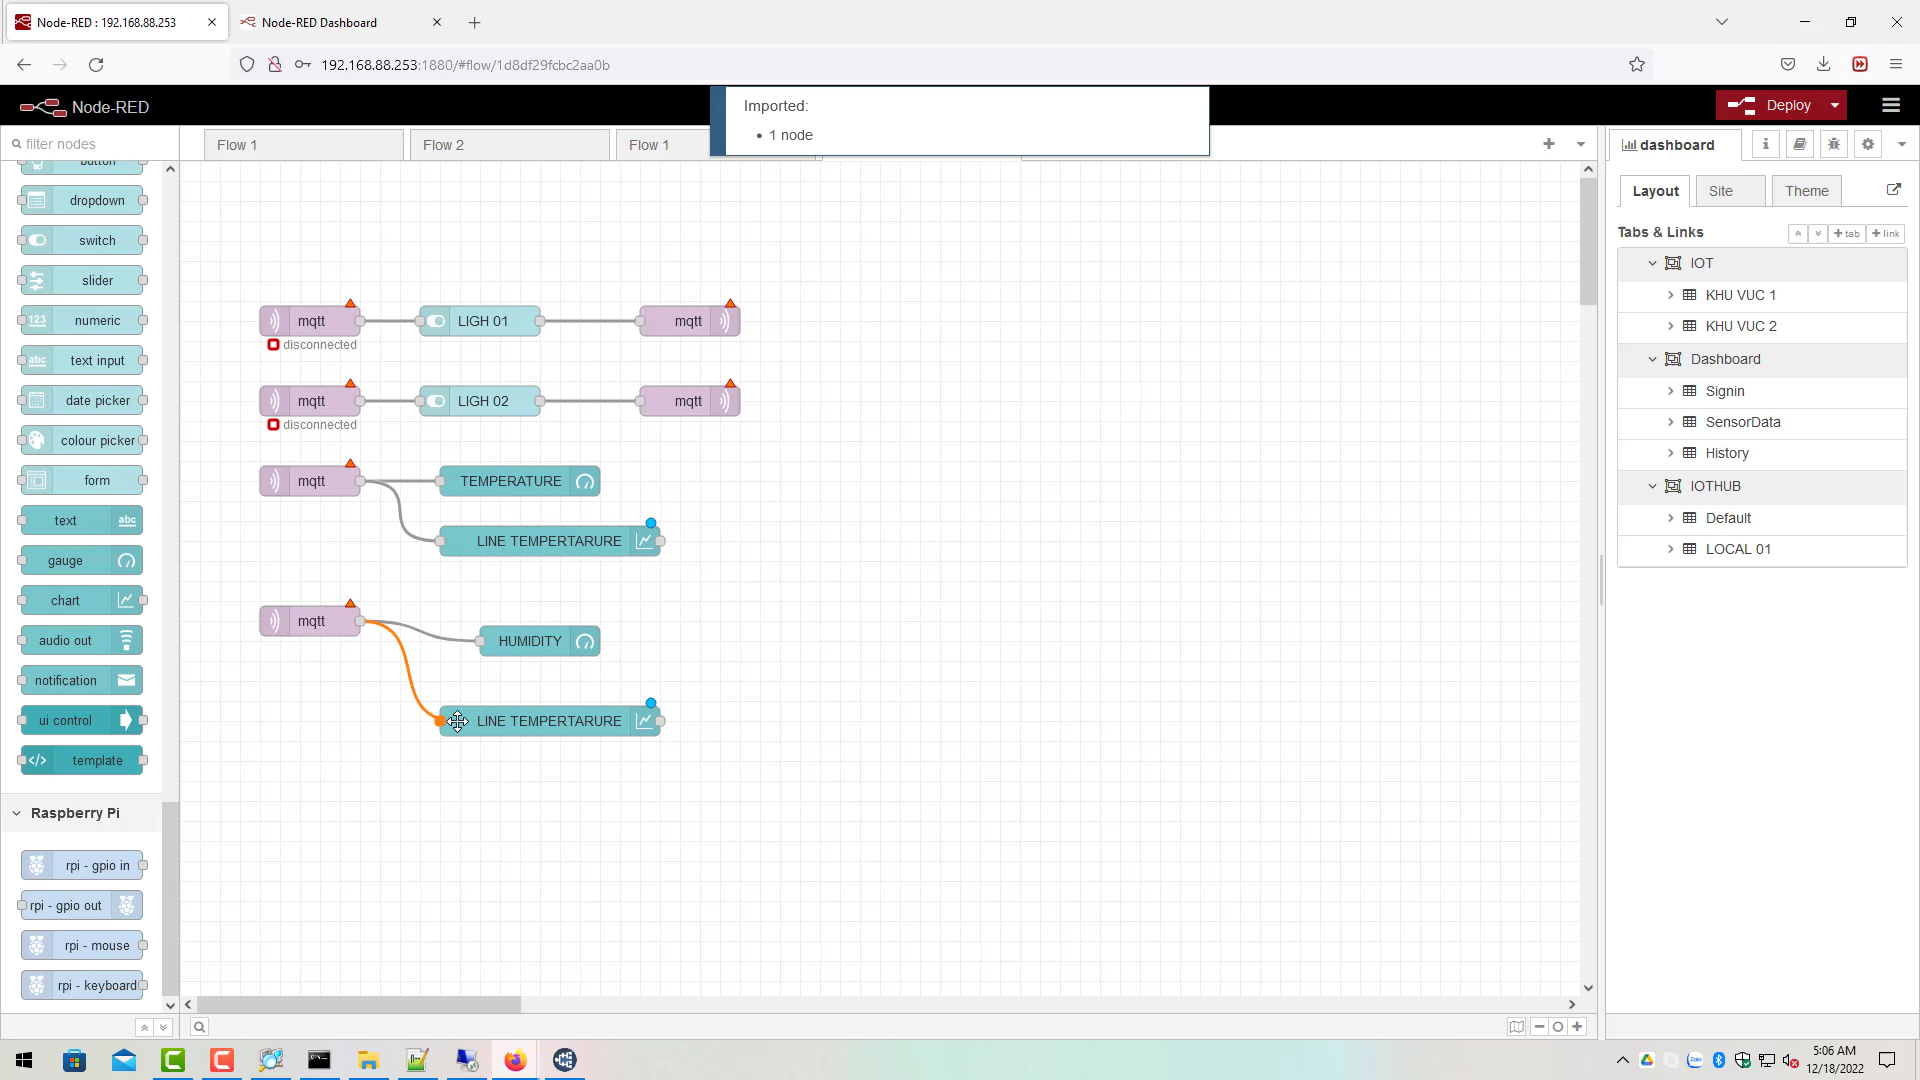 Node-RED : 192.168.88.253
Node-RED Dashboard
192.168.88.253:1880/#flow/1d8df29fcbc2aa0b
Node-RED
Imported:
• 1 node
Deploy
filter nodes
Flow 1
Flow 2
Flow 1
dashboard
i
button
dropdown
switch
slider
123 numeric
abc text input
date picker
colour picker
form
text abc
gauge
chart
audio out
notification
ui control
</> template
Raspberry Pi
rpi - gpio in
rpi - gpio out
rpi - mouse
rpi - keyboard
mqtt
LIGH 01
mqtt
disconnected
mqtt
LIGH 02
mqtt
disconnected
mqtt
TEMPERATURE
LINE TEMPERTARURE
mqtt
HUMIDITY
LINE TEMPERTARURE
Layout
Site
Theme
Tabs & Links
+ tab
+ link
IOT
KHU VUC 1
KHU VUC 2
Dashboard
Signin
SensorData
History
IOTHUB
Default
LOCAL 01
Zalo
5:06 AM
12/18/2022